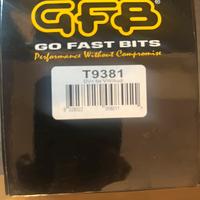 GFB®
GO FAST BITS
Performance Without Compromise
T9381